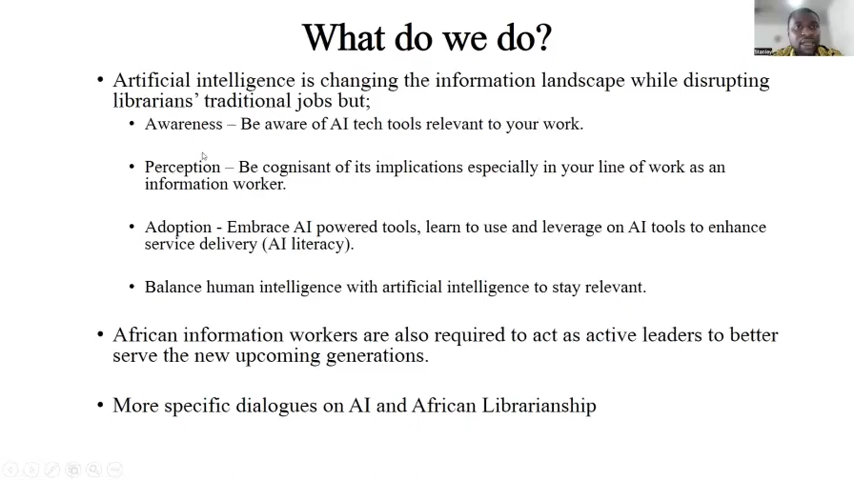 What do we do?
• Artificial intelligence is changing the information landscape while disrupting
librarians' traditional jobs but;
• Awareness – Be aware of AI tech tools relevant to your work.
• Perception – Be cognisant of its implications especially in your line of work as an
information worker.
• Adoption - Embrace AI powered tools, learn to use and leverage on AI tools to enhance
service delivery (AI literacy).
• Balance human intelligence with artificial intelligence to stay relevant.
• African information workers are also required to act as active leaders to better
serve the new upcoming generations.
• More specific dialogues on AI and African Librarianship